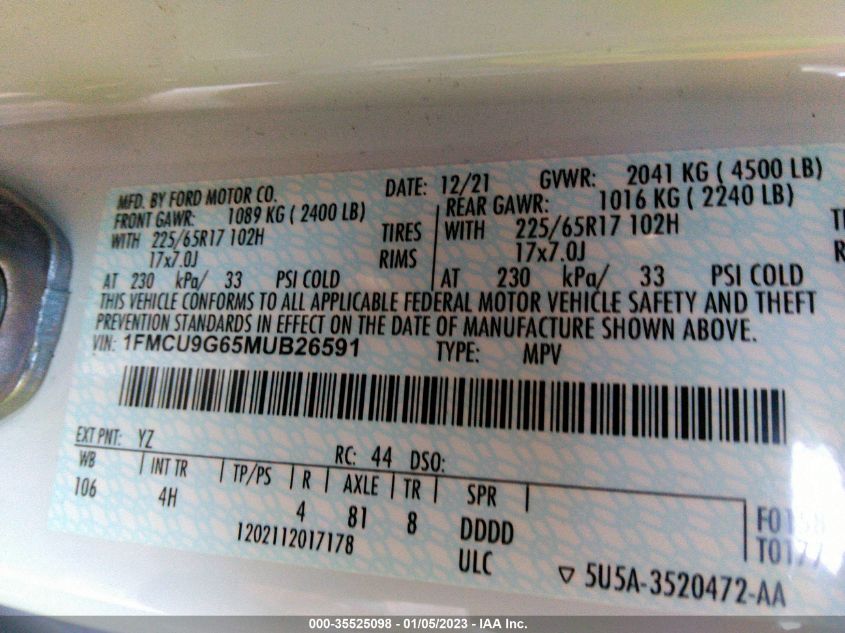 MFD. BY FORD MOTOR CO. DATE: 12/21 GVWR: 2041 KG ( 4500 LB)
FRONT GAWR: 1089 KG ( 2400 LB) REAR GAWR: 1016 KG ( 2240 LB)
WITH 225/65R17 102H TIRES WITH 225/65R17 102H
17x7.0J RIMS 17x7.0J
AT 230 kPa/ 33 PSI COLD AT 230 kPa/ 33 PSI COLD
THIS VEHICLE CONFORMS TO ALL APPLICABLE FEDERAL MOTOR VEHICLE SAFETY AND THEFT
PREVENTION STANDARDS IN EFFECT ON THE DATE OF MANUFACTURE SHOWN ABOVE.
VIN: 1FMCU9G65MUB26591 TYPE: MPV
EXT PNT: YZ RC: 44 DSO:
WB INT TR TP/PS R AXLE TR SPR
106 4H 4 81 8 DDDD
1202112017178 ULC
▽ 5U5A-3520472-AA
000-35525098 - 01/05/2023 - IAA Inc.